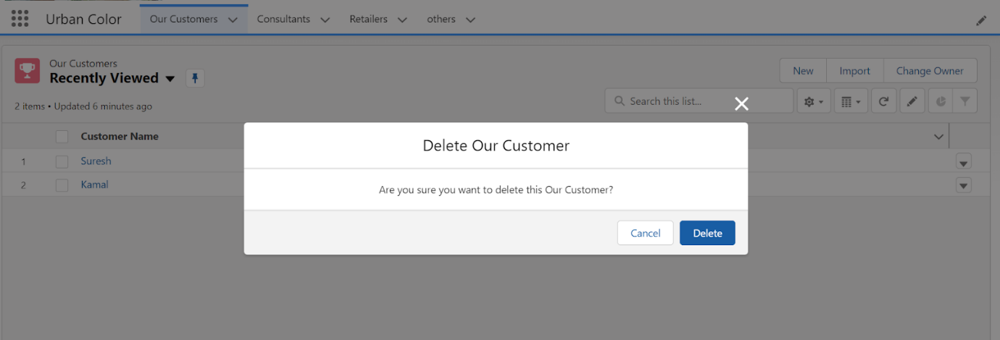 Urban Color
Our Customers
Consultants
Retailers
others
Our Customers
Recently Viewed
New
Import
Change Owner
2 items • Updated 6 minutes ago
Search this list...
Customer Name
1
Suresh
2
Kamal
Delete Our Customer
Are you sure you want to delete this Our Customer?
Cancel
Delete